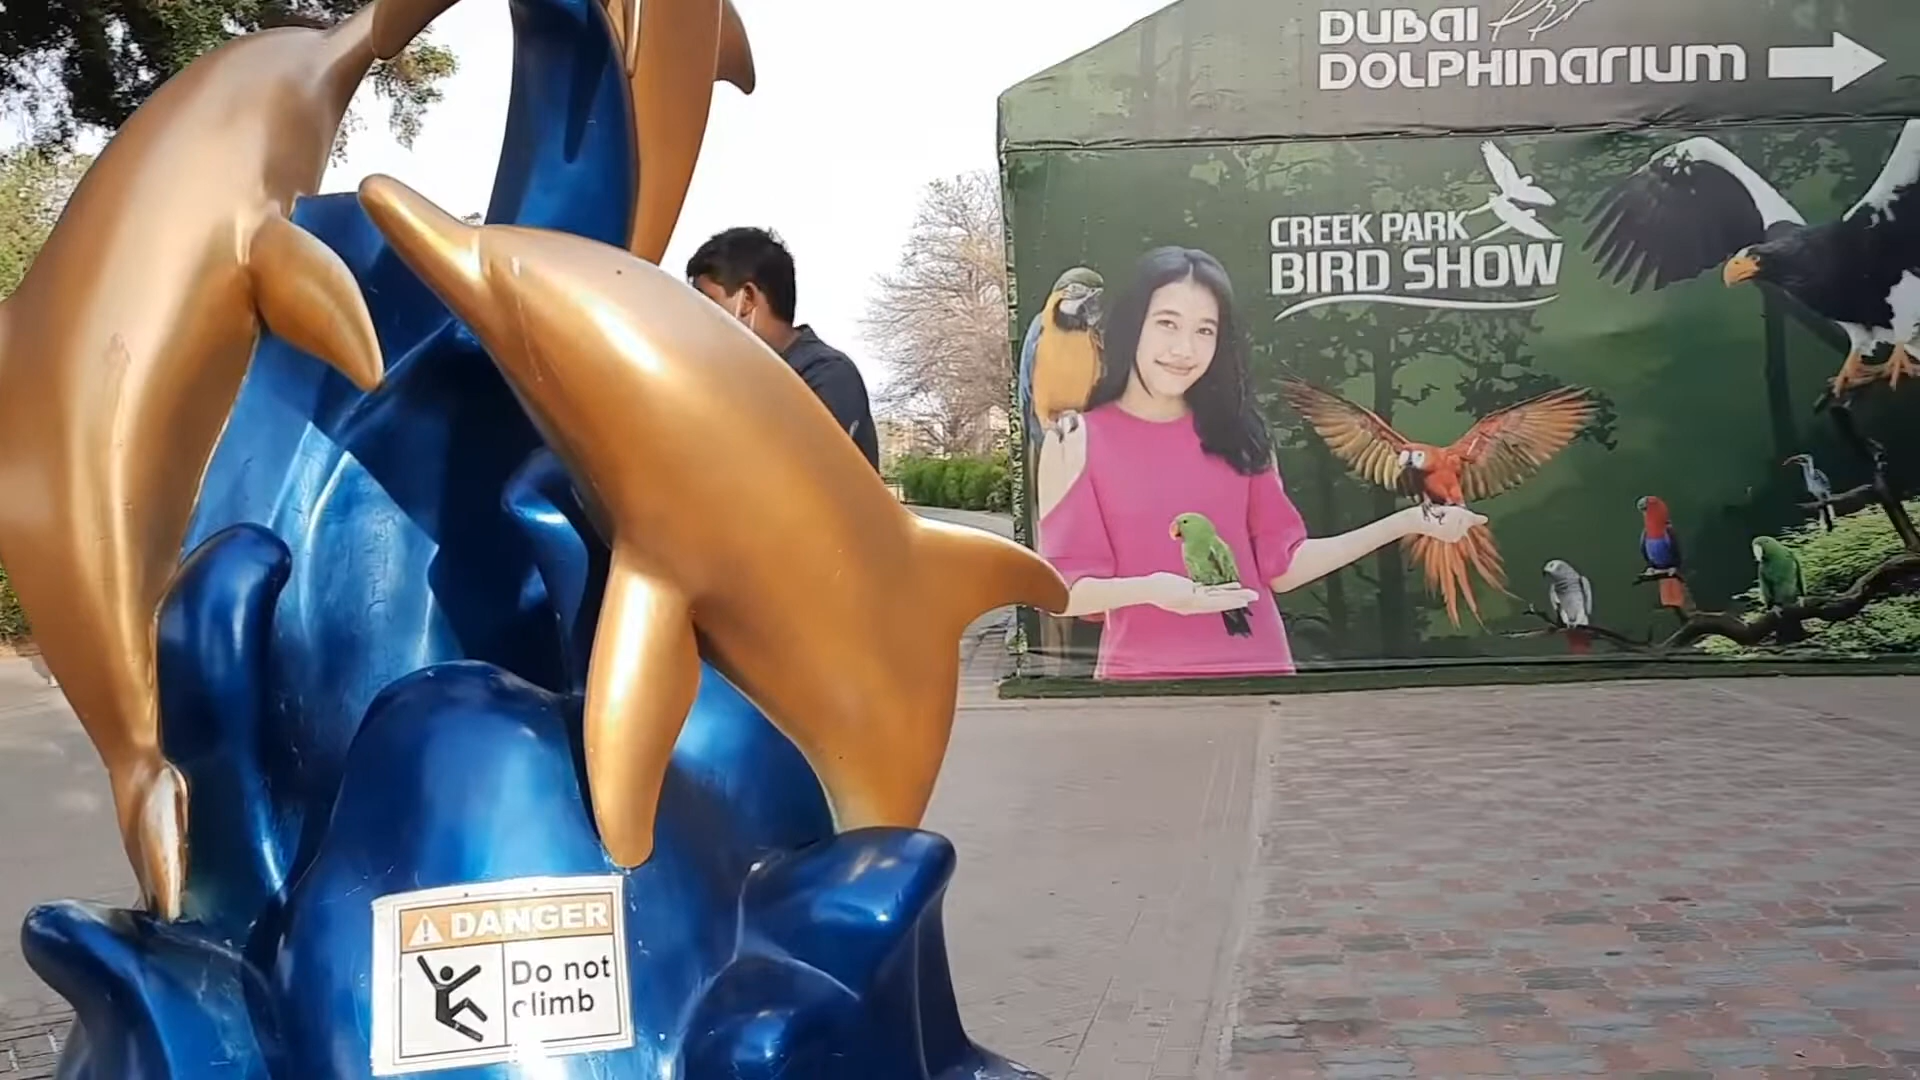 DUBAI
DOLPHINARIUM
CREEK PARK
BIRD SHOW
DANGER
Do not
climb